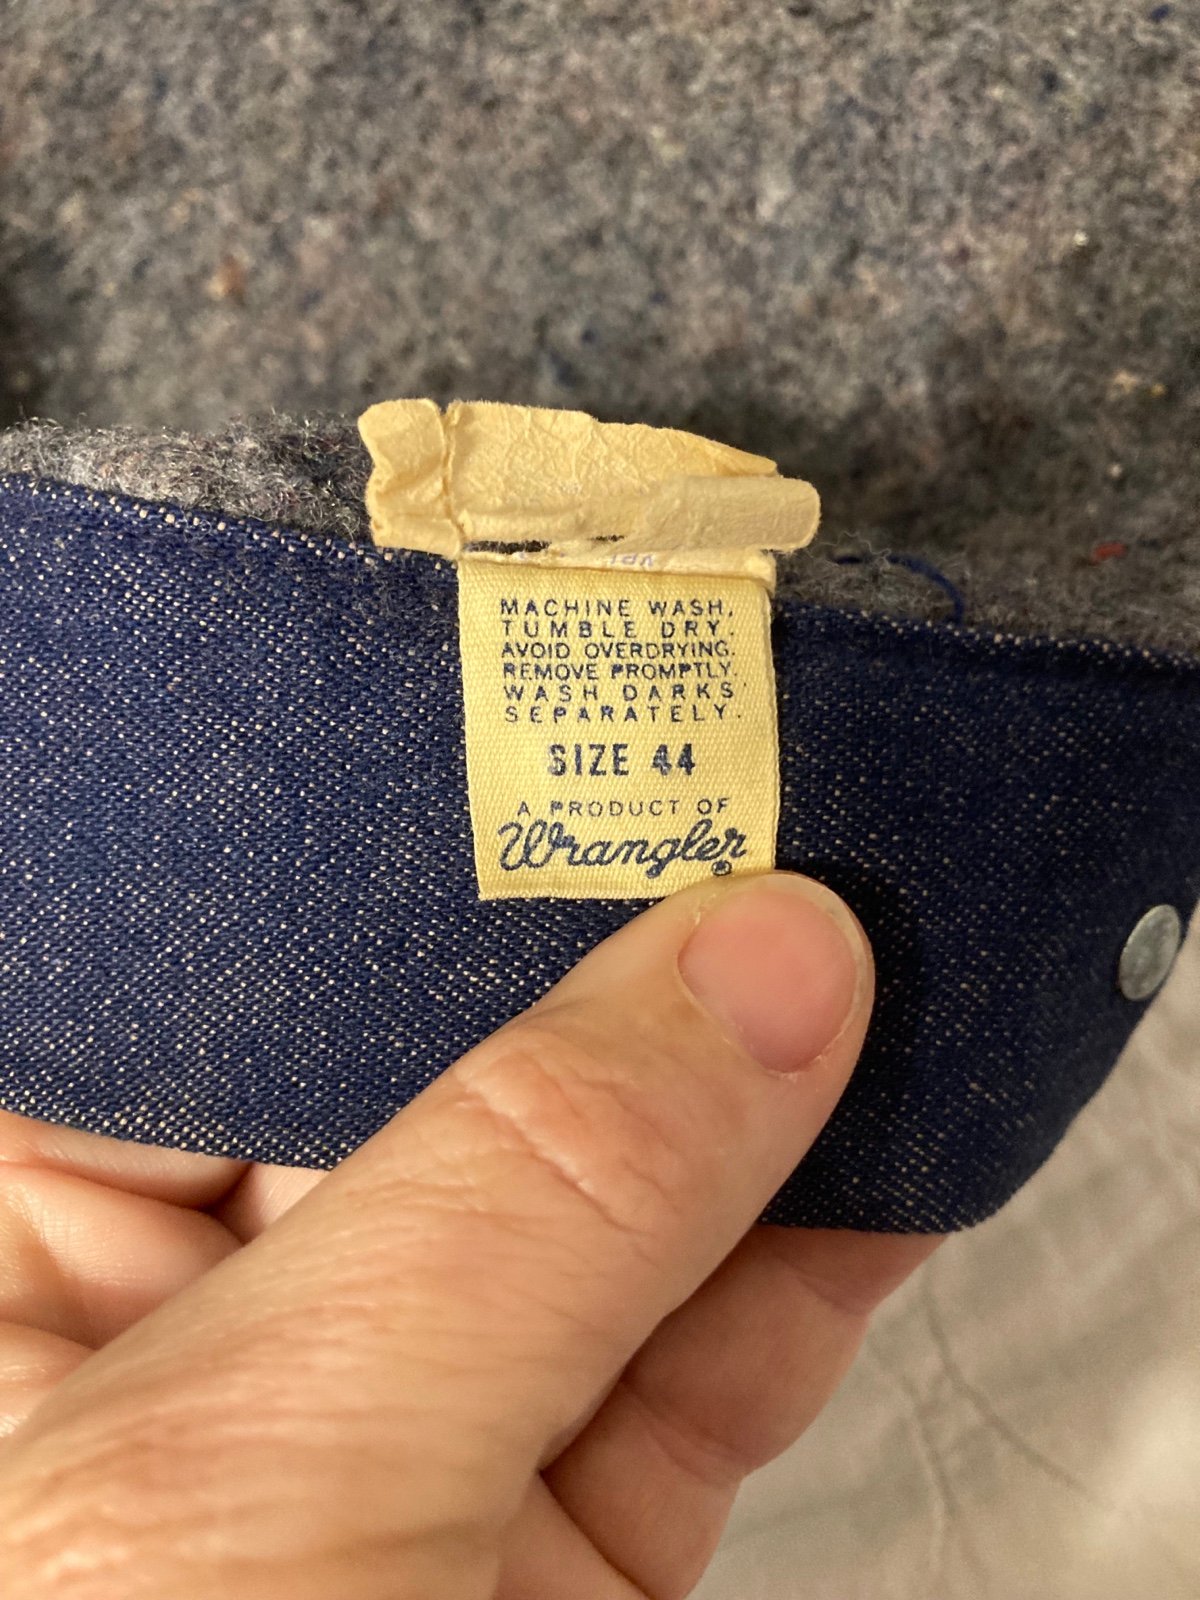 MACHINE WASH,
TUMBLE DRY.
AVOID OVERDRYING.
REMOVE PROMPTLY.
WASH DARKS
SEPARATELY.
SIZE 44
A PRODUCT OF
Wrangler®